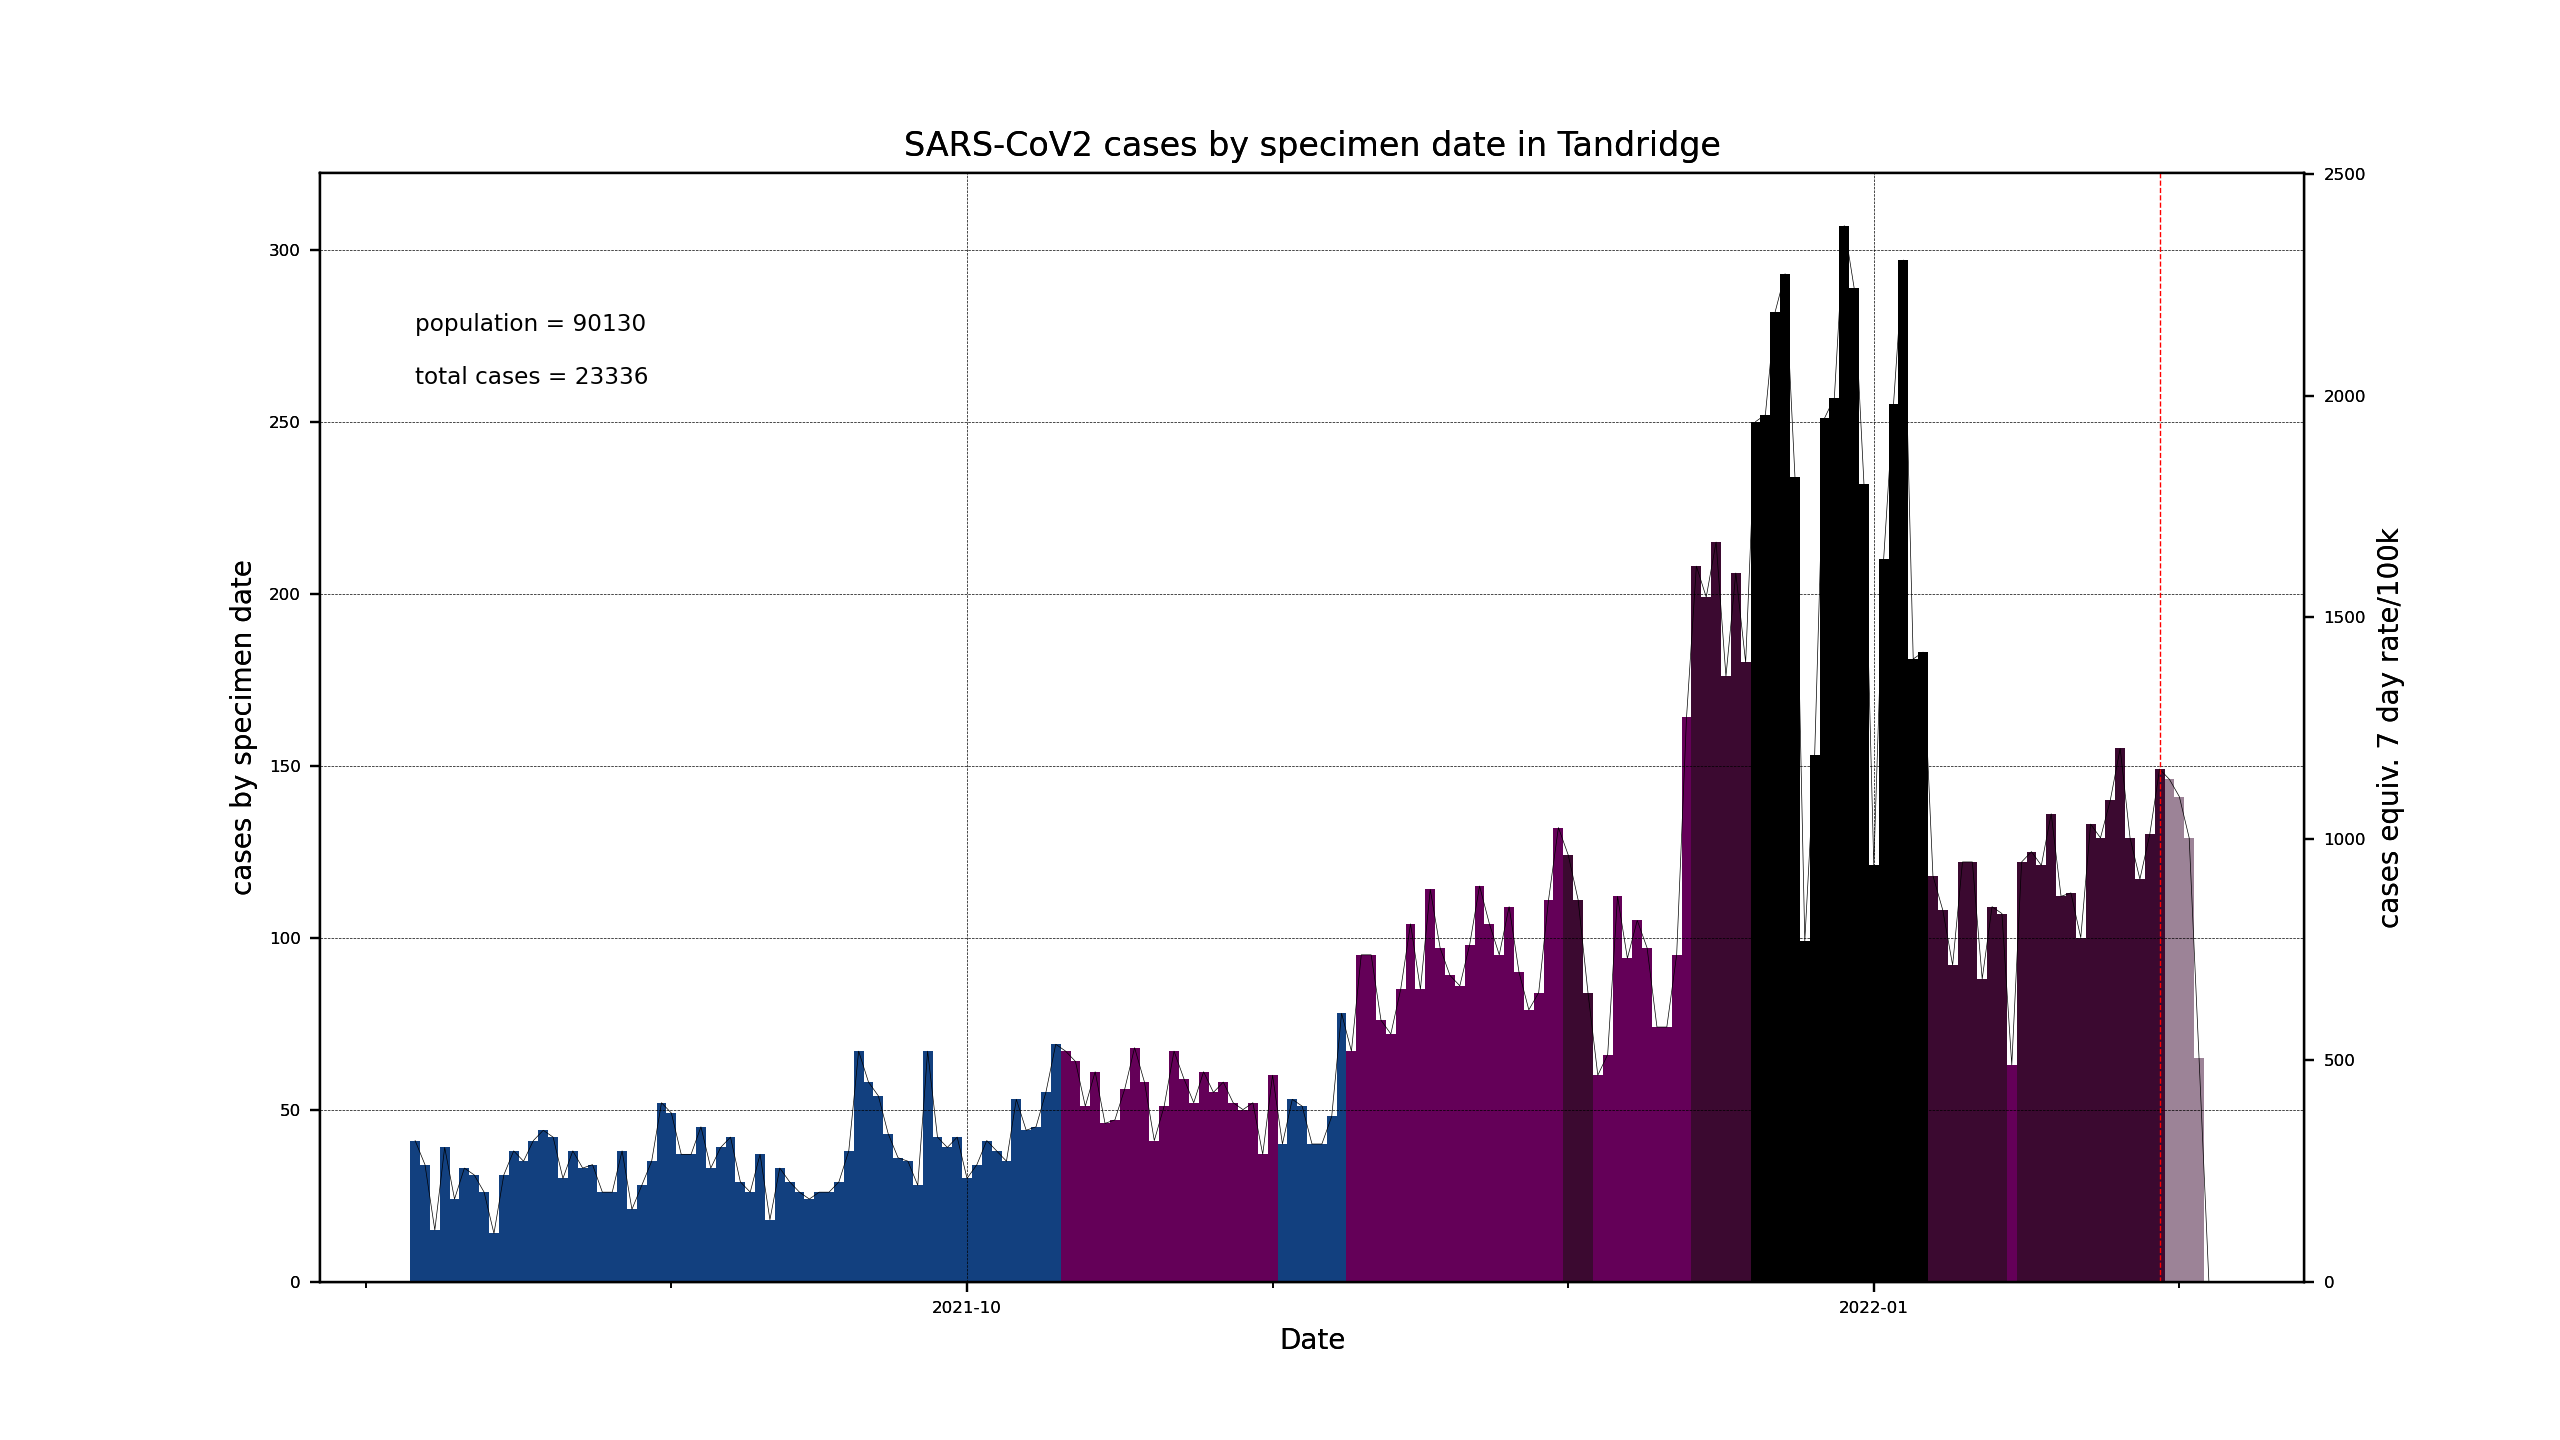 SARS-CoV2 cases by specimen date in Tandridge
population = 90130
total cases = 23336
cases by specimen date
300
250
200
150
100
50
0
2500
2000
1500
1000
500
0
cases equiv. 7 day rate/100k
2021-10
2022-01
Date